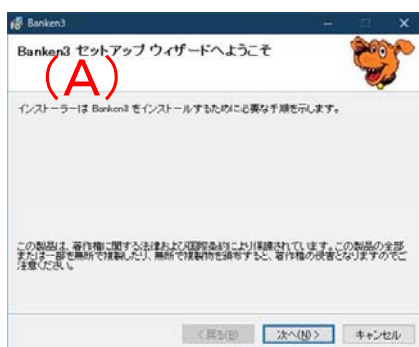 Banken3
Banken3 セットアップ ウィザードへようこそ
(A)
インストーラーは Banken3 をインストールするために必要な手順を示します。
この製品は、著作権に関する法律および国際条約により保護されています。この製品の全部
または一部を無断で複製したり、無断で複製物を頒布すると、著作権の侵害となりますのでご
注意ください。
< 戻る(B) 次へ(N) > キャンセル